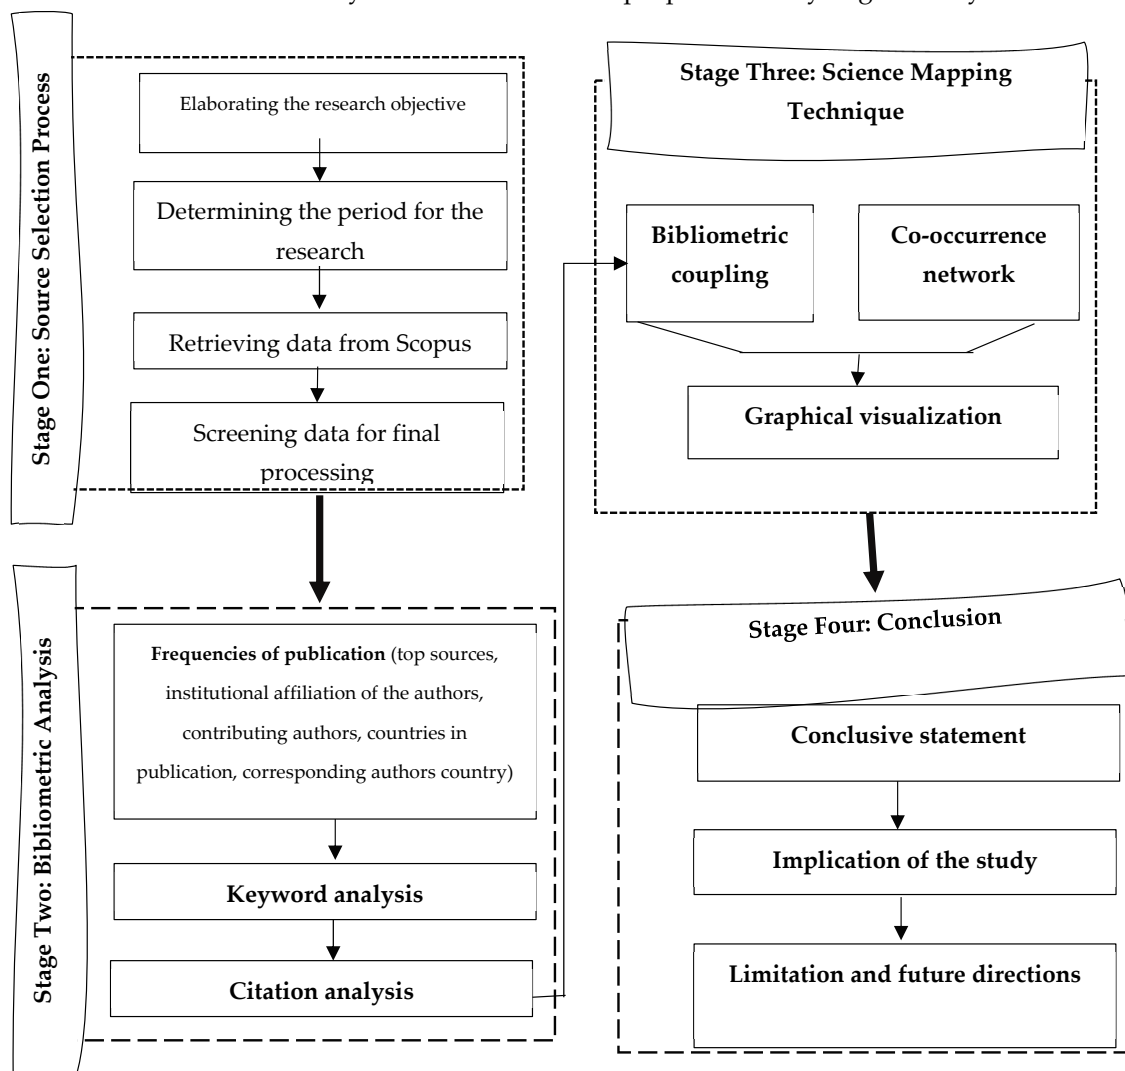 Stage One: Source Selection Process
Elaborating the research objective
Determining the period for the
research
Retrieving data from Scopus
Screening data for final
processing
Stage Two: Bibliometric Analysis
Frequencies of publication (top sources,
institutional affiliation of the authors,
contributing authors, countries in
publication, corresponding authors country)
Keyword analysis
Citation analysis
Stage Three: Science Mapping
Technique
Bibliometric
coupling
Co-occurrence
network
Graphical visualization
Stage Four: Conclusion
Conclusive statement
Implication of the study
Limitation and future directions